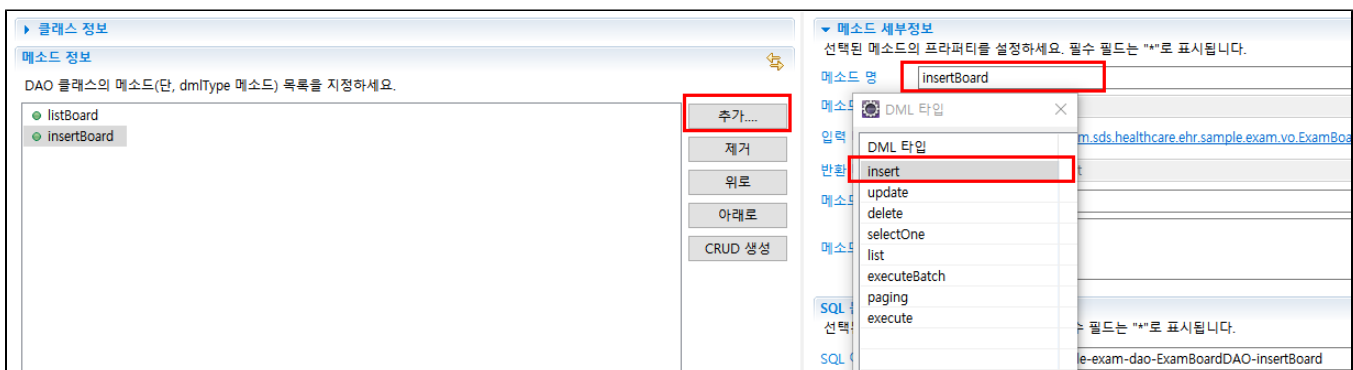 클래스 정보
메소드 정보
DAO 클래스의 메소드(단, dmlType 메소드) 목록을 지정하세요.
listBoard
insertBoard
추가....
제거
위로
아래로
CRUD 생성
메소드 세부정보
선택된 메소드의 프라퍼티를 설정하세요. 필수 필드는 "*"로 표시됩니다.
메소드 명
insertBoard
DML 타입
입력
m.sds.healthcare.ehr.sample.exam.vo.ExamBoa
DML 타입
반환
insert
t
update
delete
selectOne
list
executeBatch
paging
execute
SQL
필드는 "*"로 표시됩니다.
SQL
le-exam-dao-ExamBoardDAO-insertBoard